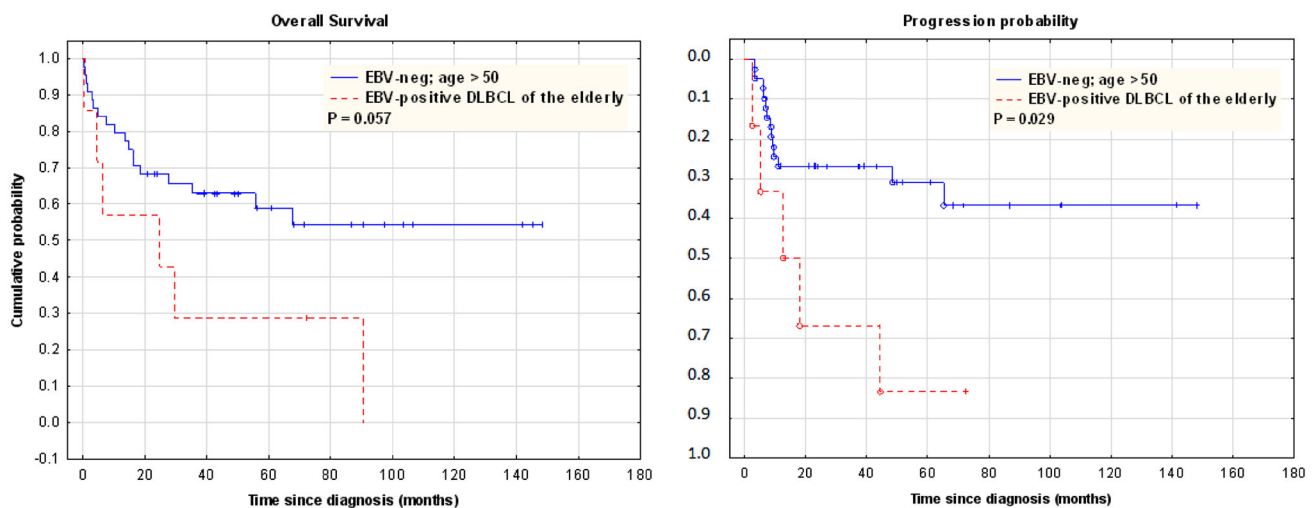 Overall Survival
EBV-neg; age > 50
EBV-positive DLBCL of the elderly
P = 0.057
Cumulative probability
1.0
0.9
0.8
0.7
0.6
0.5
0.4
0.3
0.2
0.1
0.0
-0.1
0 20 40 60 80 100 120 140 160 180
Time since diagnosis (months)
Progression probability
EBV-neg; age >50
EBV-positive DLBCL of the elderly
P = 0.029
0.0
0.1
0.2
0.3
0.4
0.5
0.6
0.7
0.8
0.9
1.0
0 20 40 60 80 100 120 140 160 180
Time since diagnosis (months)